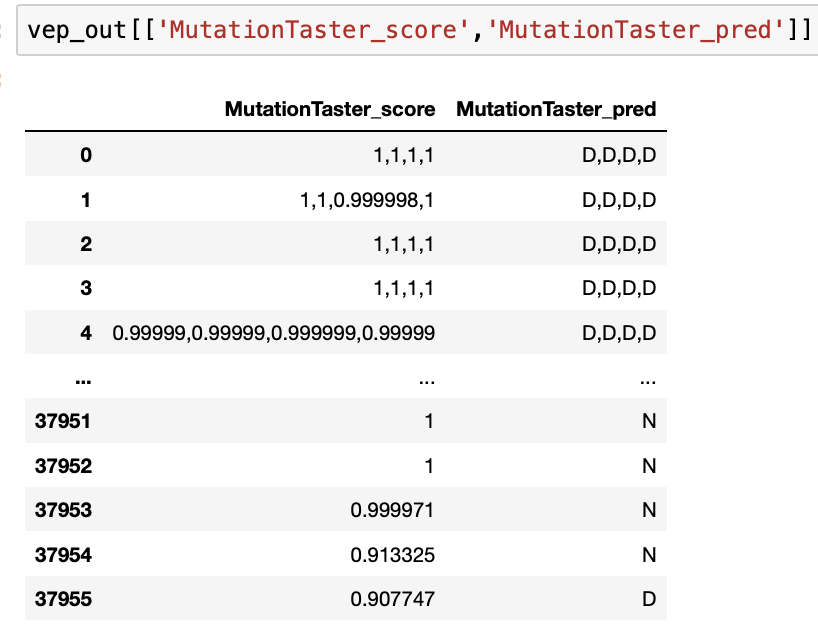 vep_out[['MutationTaster_score','MutationTaster_pred']]
MutationTaster_score MutationTaster_pred
0 1,1,1,1 D,D,D,D
1 1,1,0.999998,1 D,D,D,D
2 1,1,1,1 D,D,D,D
3 1,1,1,1 D,D,D,D
4 0.99999,0.99999,0.999999,0.99999 D,D,D,D
... ... ...
37951 1 N
37952 1 N
37953 0.999971 N
37954 0.913325 N
37955 0.907747 D